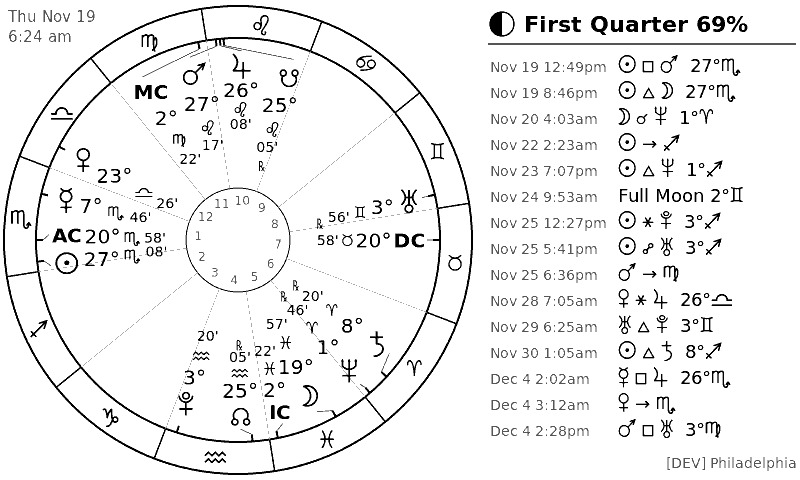 Thu Nov 19
6:24 am
First Quarter 69%
Nov 19 12:49pm ☉ □ ♂ 27°♏
Nov 19 8:46pm ☉ △ ☽ 27°♏
Nov 20 4:03am ☽ ☌ ♆ 1°♈
Nov 22 2:23am ☉ → ♐
Nov 23 7:07pm ☉ △ ♆ 1°♐
Nov 24 9:53am Full Moon 2°♊
Nov 25 12:27pm ☉ ⚹ ♇ 3°♐
Nov 25 5:41pm ☉ ☍ ♅ 3°♐
Nov 25 6:36pm ♂ → ♍
Nov 28 7:05am ♀ ⚹ ♃ 26°♎
Nov 29 6:25am ♅ △ ♇ 3°♊
Nov 30 1:05am ☉ △ ♄ 8°♐
Dec 4 2:02am ☿ □ ♃ 26°♏
Dec 4 3:12am ♀ → ♏
Dec 4 2:28pm ♂ □ ♅ 3°♍
[DEV] Philadelphia
♌
♍
♋
♎
♊
♏
♉
♐
♈
♑
♓
♒
MC 2° ♍ 22'
♂ 27° ♌ 17'
♃ 26° ♌ 08'
☋ 25° ♌ 05' ℞
♀ 23° ♎ 26'
☿ 7° ♏ 46'
AC 20° ♏ 58'
☉ 27° ♏ 08'
℞ 56' ♊ 3° ♅
58' ♉ 20° DC
12 11 10 9 8 7 6 5 4 3 2 1
♇ 3° ♒ 20'
☊ 25° ♒ 05' ℞
IC 2° ♓ 22'
☽ 19° ♓ 57'
♆ 1° ♈ 46' ℞
♄ 8° ♈ 20' ℞